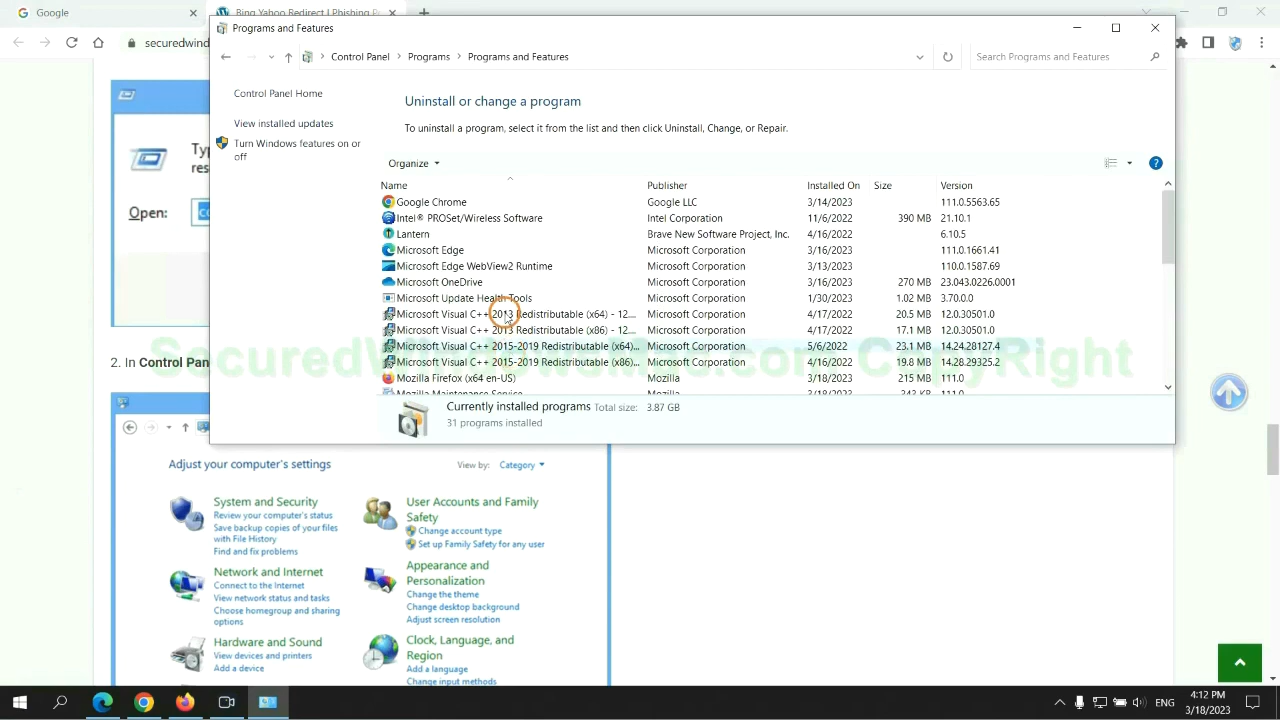 Google
Bing Yahoo Redirect | Phishing P
Programs and Features
securedwind
Control Panel > Programs > Programs and Features
Search Programs and Features
Control Panel Home
View installed updates
Turn Windows features on or
off
Uninstall or change a program
To uninstall a program, select it from the list and then click Uninstall, Change, or Repair.
Organize
Name Publisher Installed On Size Version
Google Chrome Google LLC 3/14/2023 111.0.5563.65
Intel® PROSet/Wireless Software Intel Corporation 11/6/2022 390 MB 21.10.1
Lantern Brave New Software Project, Inc. 4/16/2022 6.10.5
Microsoft Edge Microsoft Corporation 3/16/2023 111.0.1661.41
Microsoft Edge WebView2 Runtime Microsoft Corporation 3/13/2023 110.0.1587.69
Microsoft OneDrive Microsoft Corporation 3/16/2023 270 MB 23.043.0226.0001
Microsoft Update Health Tools Microsoft Corporation 1/30/2023 1.02 MB 3.70.0.0
Microsoft Visual C++ 2013 Redistributable (x64) - 12.... Microsoft Corporation 4/17/2022 20.5 MB 12.0.30501.0
Microsoft Visual C++ 2013 Redistributable (x86) - 12.... Microsoft Corporation 4/17/2022 17.1 MB 12.0.30501.0
Microsoft Visual C++ 2015-2019 Redistributable (x64)... Microsoft Corporation 5/6/2022 23.1 MB 14.24.28127.4
Microsoft Visual C++ 2015-2019 Redistributable (x86)... Microsoft Corporation 4/16/2022 19.8 MB 14.28.29325.2
Mozilla Firefox (x64 en-US) Mozilla 3/18/2023 215 MB 111.0
Mozilla Maintenance Service Mozilla 3/18/2023 343 KB 111.0
Currently installed programs Total size: 3.87 GB
31 programs installed
Ty
res
Open: co
2. In Control Pan
Adjust your computer's settings
View by: Category
System and Security
Review your computer's status
Save backup copies of your files
with File History
Find and fix problems
Network and Internet
Connect to the Internet
View network status and tasks
Choose homegroup and sharing
options
Hardware and Sound
View devices and printers
Add a device
User Accounts and Family
Safety
Change account type
Set up Family Safety for any user
Appearance and
Personalization
Change the theme
Change desktop background
Adjust screen resolution
Clock, Language, and
Region
Add a language
Change input methods
ENG
4:12 PM
3/18/2023